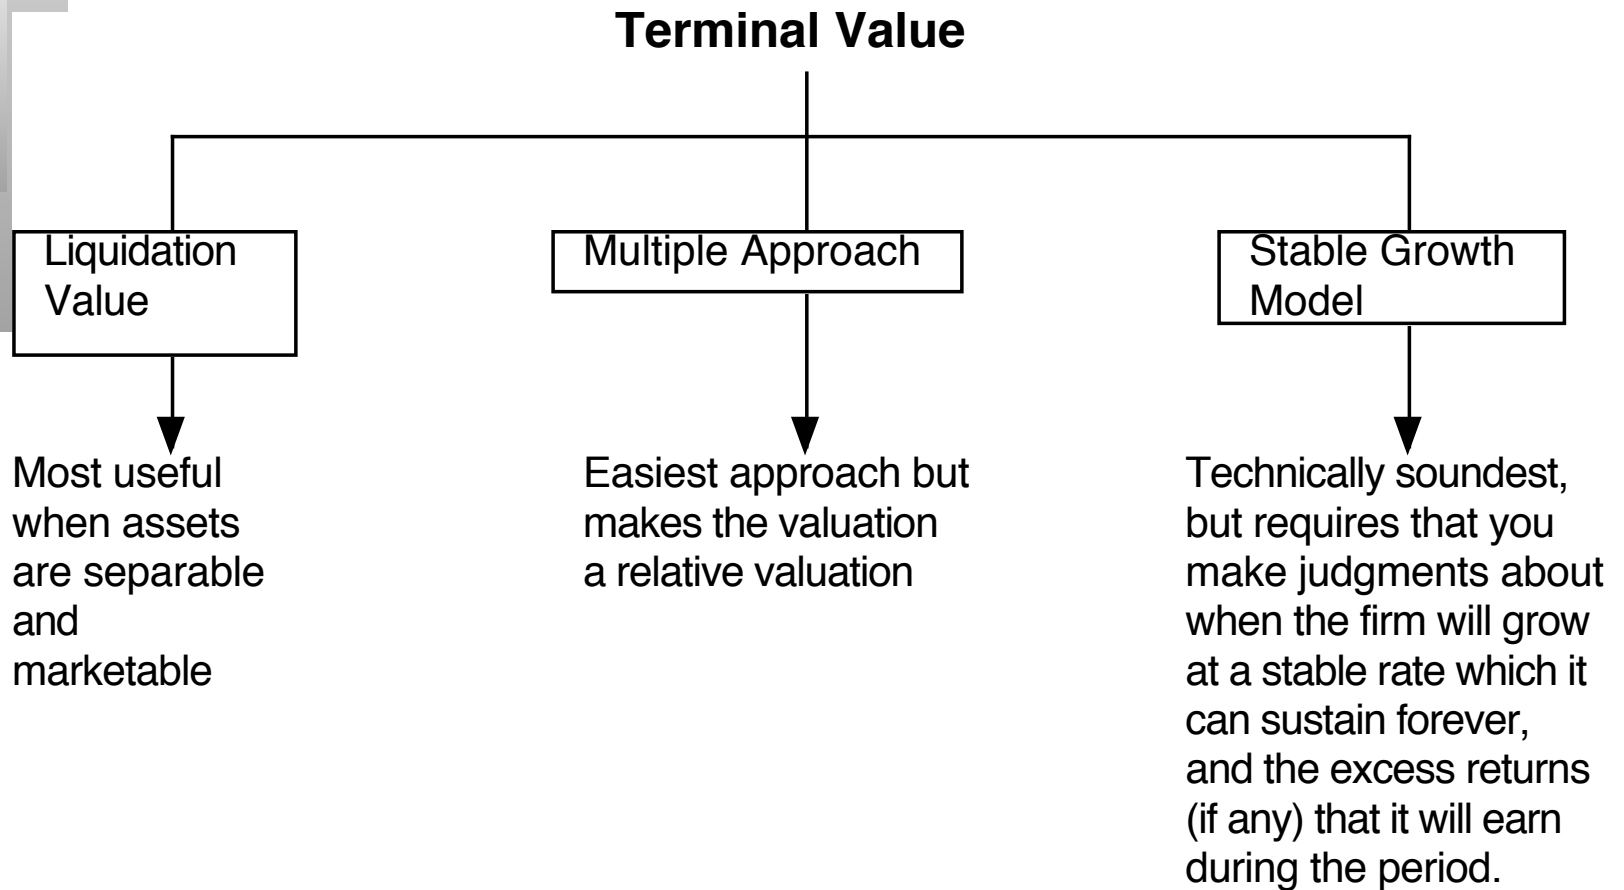 Terminal Value
Liquidation
Value
Multiple Approach
Stable Growth
Model
Most useful
when assets
are separable
and
marketable
Easiest approach but
makes the valuation
a relative valuation
Technically soundest,
but requires that you
make judgments about
when the firm will grow
at a stable rate which it
can sustain forever,
and the excess returns
(if any) that it will earn
during the period.